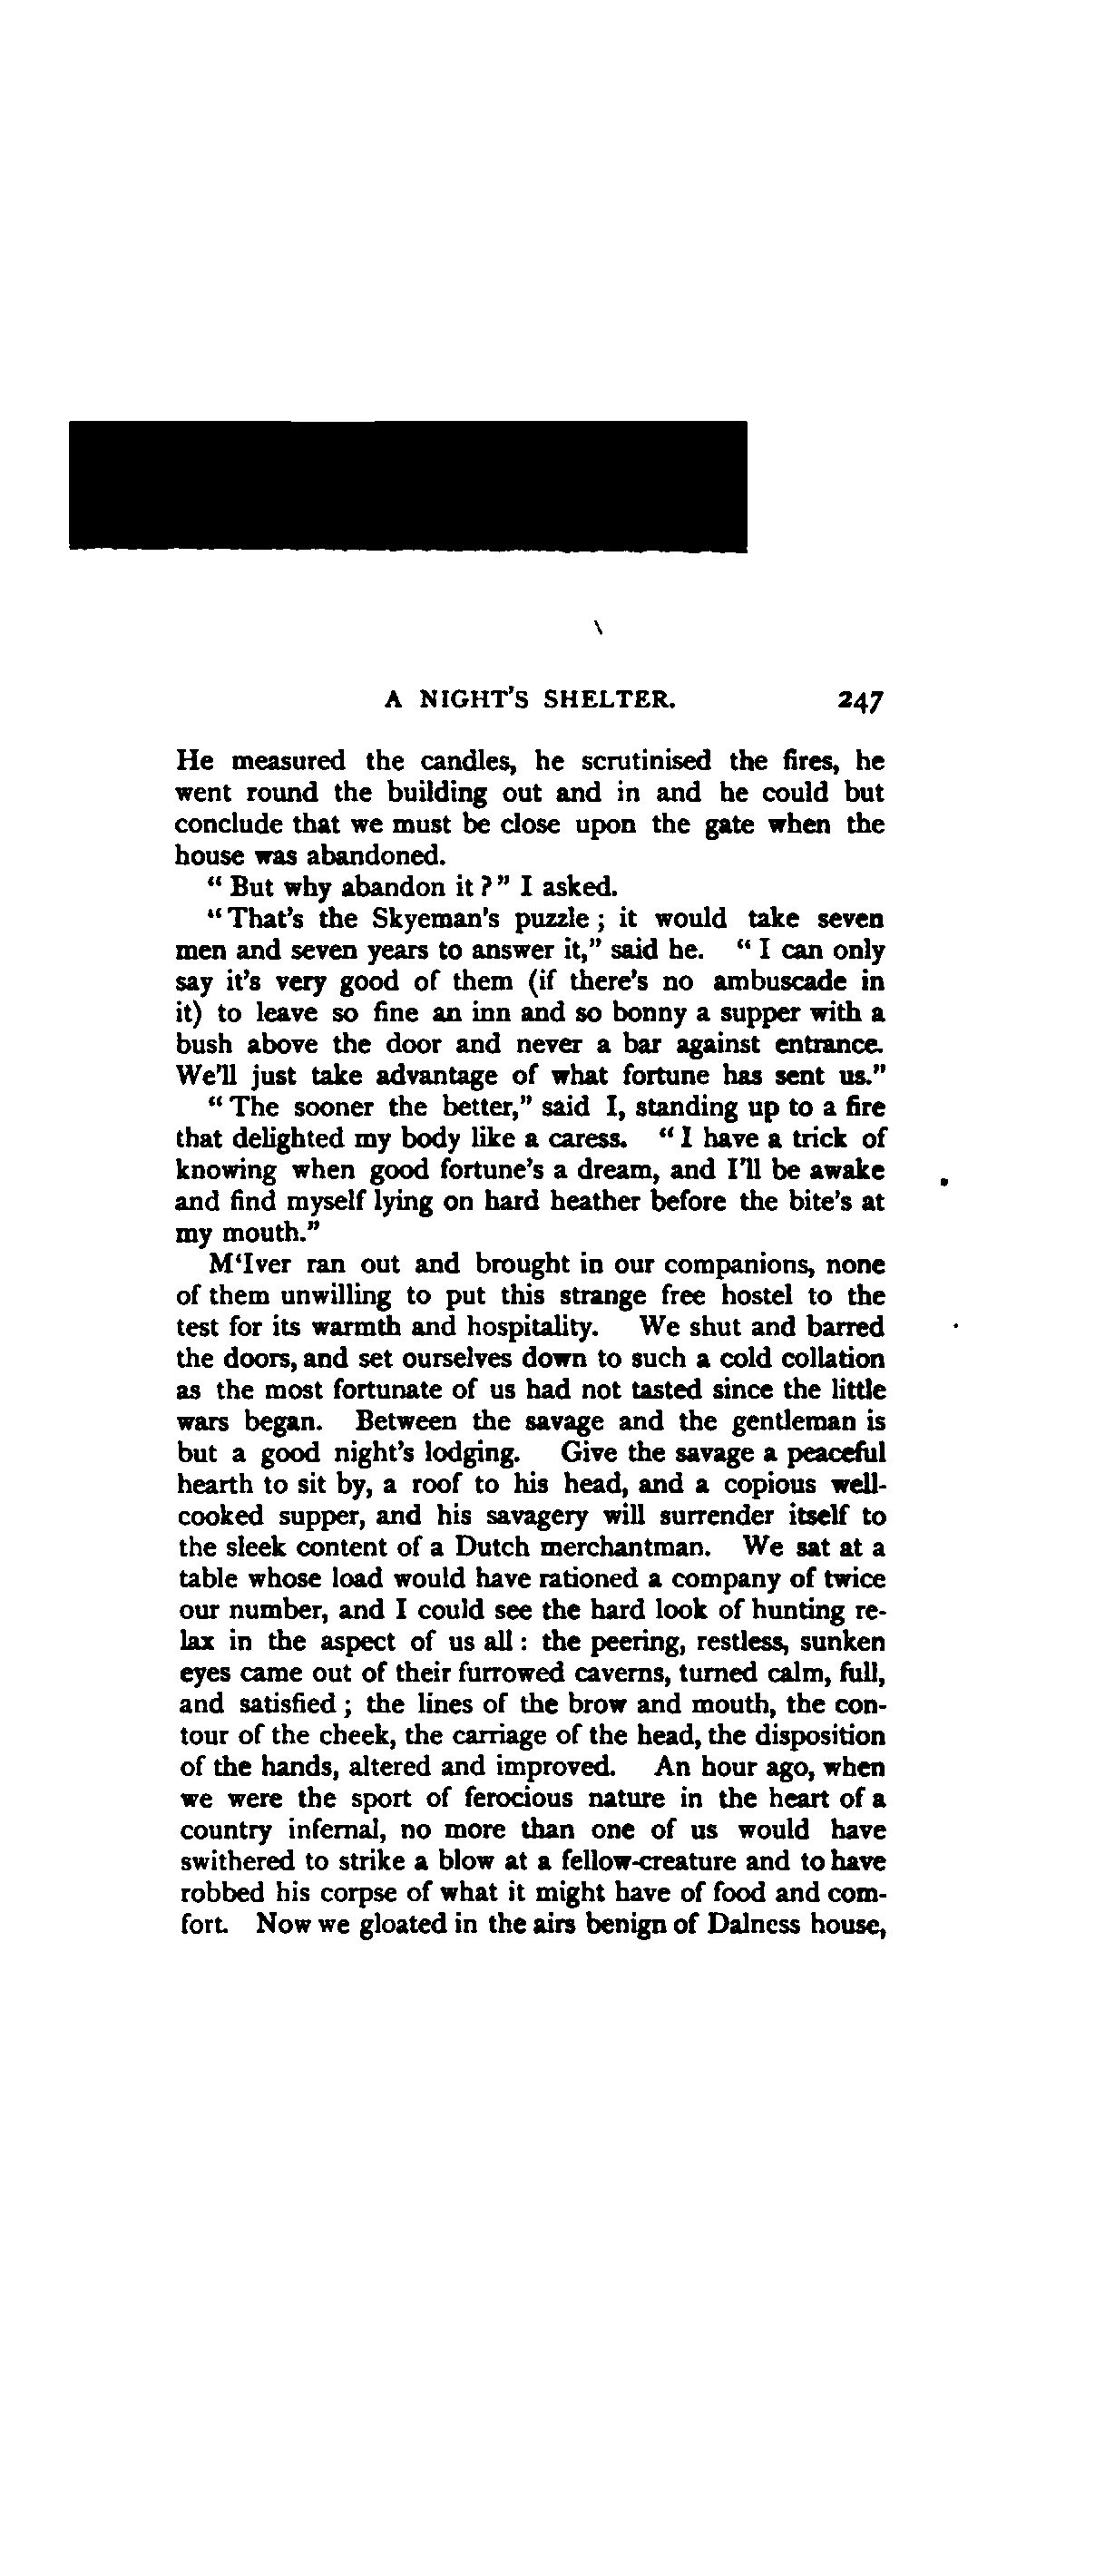 A NIGHT'S SHELTER. 247
He measured the candles, he scrutinised the fires, he
went round the building out and in and he could but
conclude that we must be close upon the gate when the
house was abandoned.
" But why abandon it ? " I asked.
" That's the Skyeman's puzzle ; it would take seven
men and seven years to answer it," said he. " I can only
say it's very good of them (if there's no ambuscade in
it) to leave so fine an inn and so bonny a supper with a
bush above the door and never a bar against entrance.
We'll just take advantage of what fortune has sent us."
" The sooner the better," said I, standing up to a fire
that delighted my body like a caress. " I have a trick of
knowing when good fortune's a dream, and I'll be awake
and find myself lying on hard heather before the bite's at
my mouth."
M'Iver ran out and brought in our companions, none
of them unwilling to put this strange free hostel to the
test for its warmth and hospitality. We shut and barred
the doors, and set ourselves down to such a cold collation
as the most fortunate of us had not tasted since the little
wars began. Between the savage and the gentleman is
but a good night's lodging. Give the savage a peaceful
hearth to sit by, a roof to his head, and a copious well-
cooked supper, and his savagery will surrender itself to
the sleek content of a Dutch merchantman. We sat at a
table whose load would have rationed a company of twice
our number, and I could see the hard look of hunting re-
lax in the aspect of us all : the peering, restless, sunken
eyes came out of their furrowed caverns, turned calm, full,
and satisfied ; the lines of the brow and mouth, the con-
tour of the cheek, the carriage of the head, the disposition
of the hands, altered and improved. An hour ago, when
we were the sport of ferocious nature in the heart of a
country infernal, no more than one of us would have
swithered to strike a blow at a fellow-creature and to have
robbed his corpse of what it might have of food and com-
fort. Now we gloated in the airs benign of Dalness house,